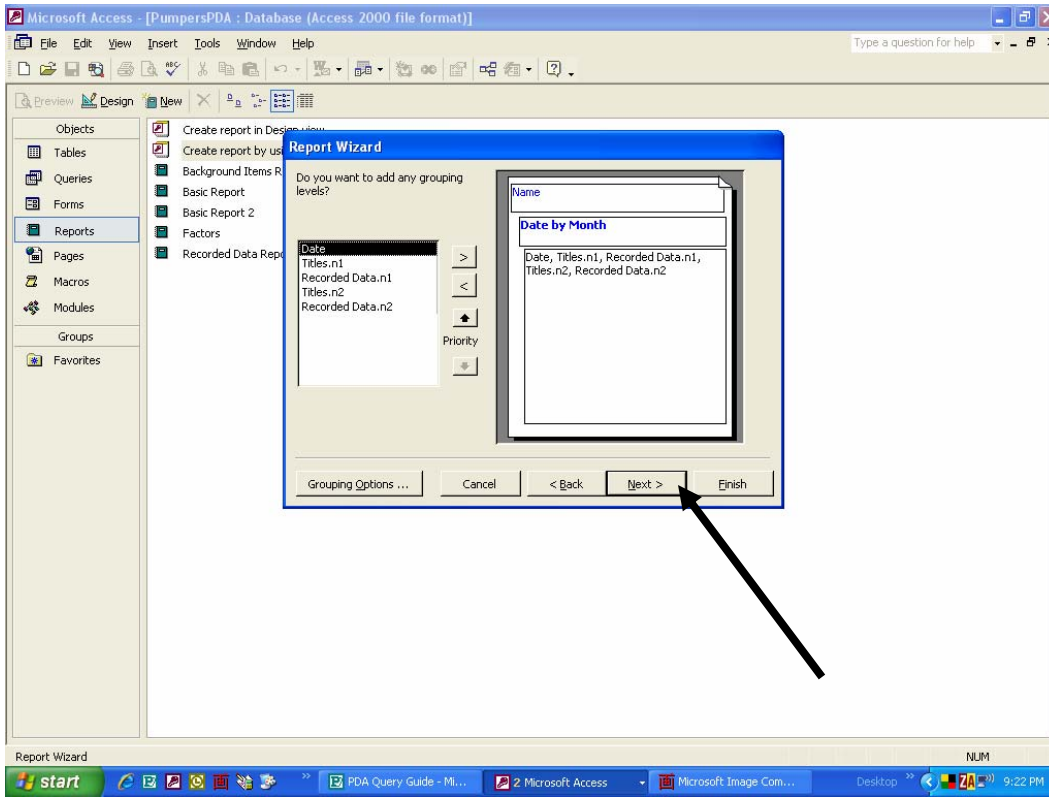 Microsoft Access - [PumpersPDA : Database (Access 2000 file format)]
File Edit View Insert Tools Window Help
Type a question for help
Preview Design New
Objects
Tables
Queries
Forms
Reports
Pages
Macros
Modules
Groups
Favorites
Create report in Design view
Create report by usi
Background Items R
Basic Report
Basic Report 2
Factors
Recorded Data Repo
Report Wizard
Do you want to add any grouping
levels?
Date
Titles.n1
Recorded Data.n1
Titles.n2
Recorded Data.n2
>
<
Priority
Name
Date by Month
Date, Titles.n1, Recorded Data.n1,
Titles.n2, Recorded Data.n2
Grouping Options ... Cancel < Back Next > Finish
Report Wizard
NUM
start PDA Query Guide - Mi... 2 Microsoft Access Microsoft Image Com... Desktop 9:22 PM